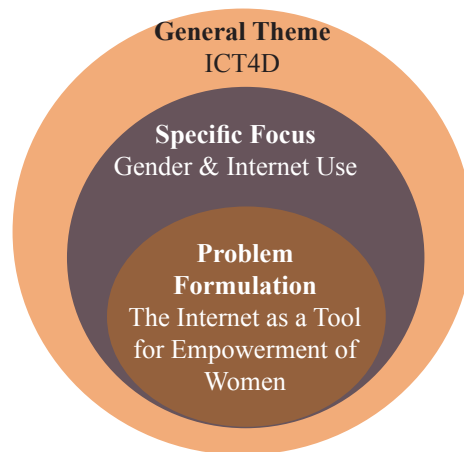 General Theme
ICT4D
Specific Focus
Gender & Internet Use
Problem
Formulation
The Internet as a Tool
for Empowerment of
Women